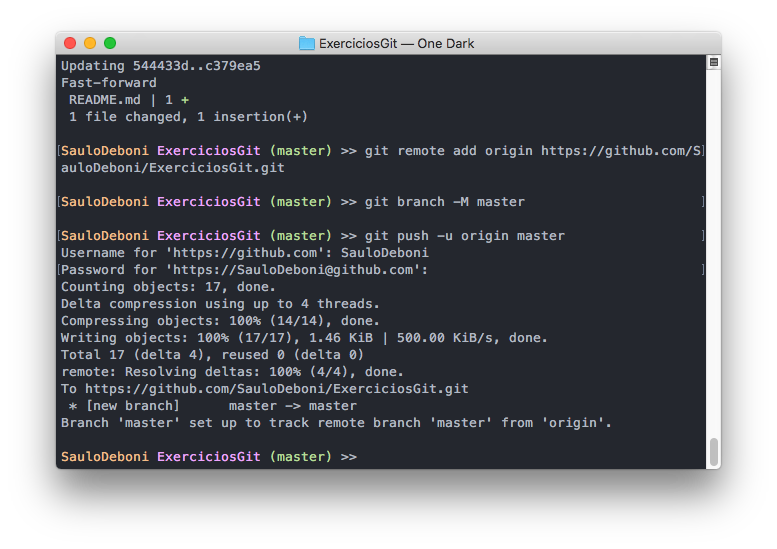 ExerciciosGit — One Dark
Updating 544433d..c379ea5
Fast-forward
 README.md | 1 +
 1 file changed, 1 insertion(+)
[SauloDeboni ExerciciosGit (master) >> git remote add origin https://github.com/S]
auloDeboni/ExerciciosGit.git
[SauloDeboni ExerciciosGit (master) >> git branch -M master ]
[SauloDeboni ExerciciosGit (master) >> git push -u origin master ]
Username for 'https://github.com': SauloDeboni
[Password for 'https://SauloDeboni@github.com': ]
Counting objects: 17, done.
Delta compression using up to 4 threads.
Compressing objects: 100% (14/14), done.
Writing objects: 100% (17/17), 1.46 KiB | 500.00 KiB/s, done.
Total 17 (delta 4), reused 0 (delta 0)
remote: Resolving deltas: 100% (4/4), done.
To https://github.com/SauloDeboni/ExerciciosGit.git
 * [new branch]      master -> master
Branch 'master' set up to track remote branch 'master' from 'origin'.
SauloDeboni ExerciciosGit (master) >>